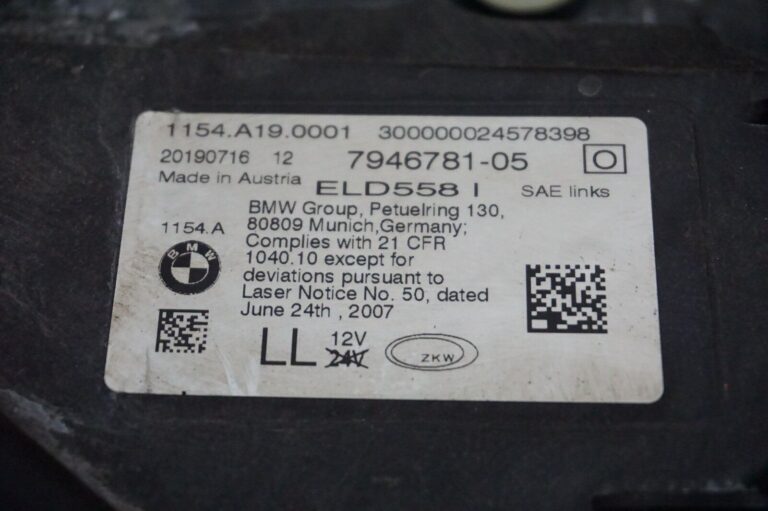 1154.A19.0001 300000024578398
20190716 12 7946781-05 O
Made in Austria ELD558 I SAE links
BMW Group, Petuelring 130,
1154.A 80809 Munich,Germany;
Complies with 21 CFR
BMW 1040.10 except for
deviations pursuant to
Laser Notice No. 50, dated
June 24th , 2007
LL 12V
24V ZKW